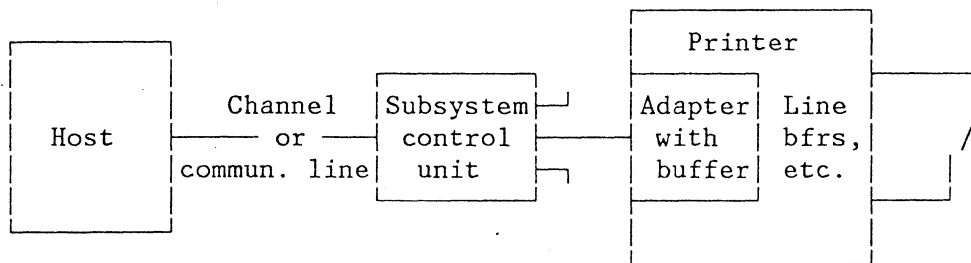 Printer
Channel Subsystem Adapter Line
Host or control with bfrs,
commun. line unit buffer etc.